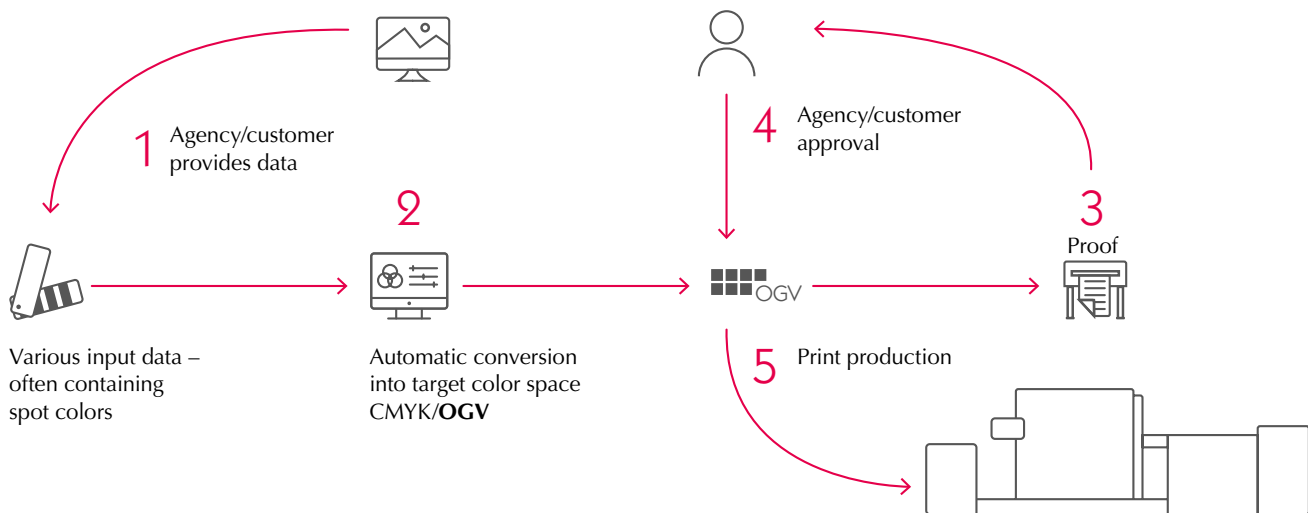 1
Agency/customer
provides data
4
Agency/customer
approval
2
3
Proof
OGV
Various input data –
often containing
spot colors
Automatic conversion
into target color space
CMYK/OGV
5
Print production